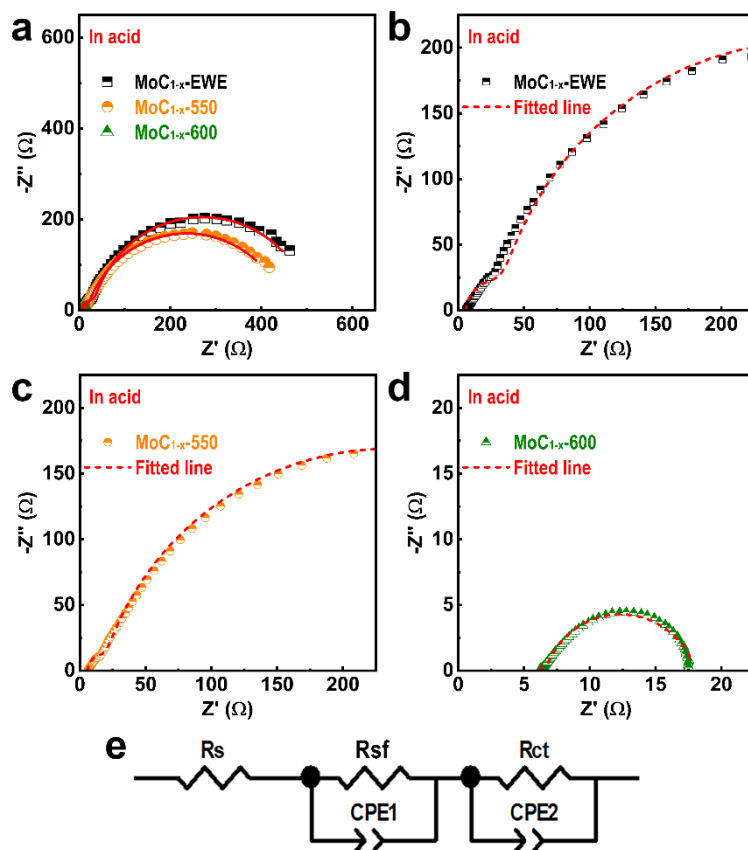 a
In acid
MoC₁₋ₓ-EWE
MoC₁₋ₓ-550
MoC₁₋ₓ-600
600
400
200
0
-Z'' (Ω)
0 200 400 600
Z' (Ω)
b
In acid
MoC₁₋ₓ-EWE
Fitted line
200
150
100
50
0
-Z'' (Ω)
0 50 100 150 200
Z' (Ω)
c
In acid
MoC₁₋ₓ-550
Fitted line
200
150
100
50
0
-Z'' (Ω)
0 50 100 150 200
Z' (Ω)
d
In acid
MoC₁₋ₓ-600
Fitted line
20
15
10
5
0
-Z'' (Ω)
0 5 10 15 20
Z' (Ω)
e
Rs Rsf Rct
CPE1 CPE2